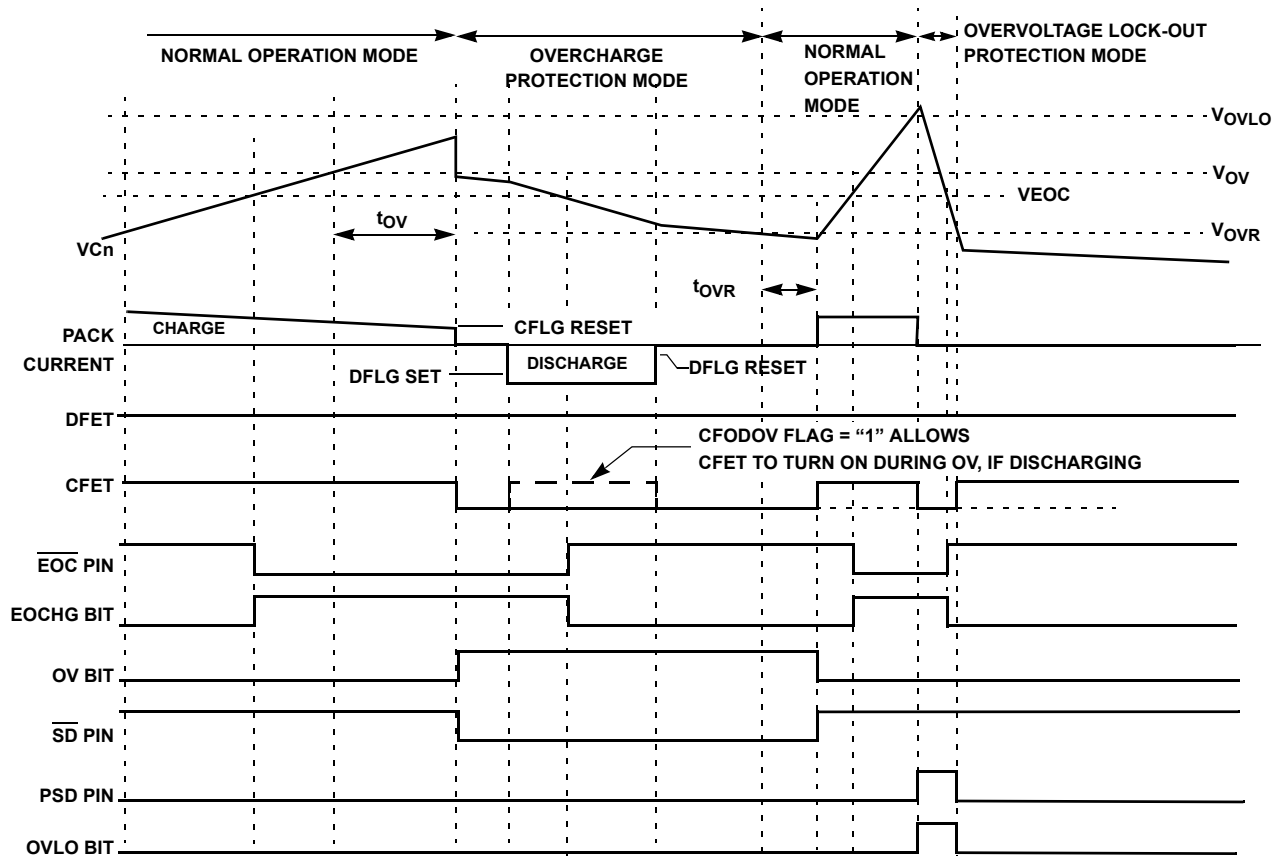 NORMAL OPERATION MODE
OVERCHARGE
PROTECTION MODE
NORMAL
OPERATION
MODE
OVERVOLTAGE LOCK-OUT
PROTECTION MODE
VOVLO
VOV
VEOC
tOV
VOVR
VCn
tOVR
CHARGE
CFLG RESET
PACK
CURRENT
DFLG SET
DISCHARGE
DFLG RESET
DFET
CFODOV FLAG = “1” ALLOWS
CFET TO TURN ON DURING OV, IF DISCHARGING
CFET
EOC PIN
EOCHG BIT
OV BIT
SD PIN
PSD PIN
OVLO BIT